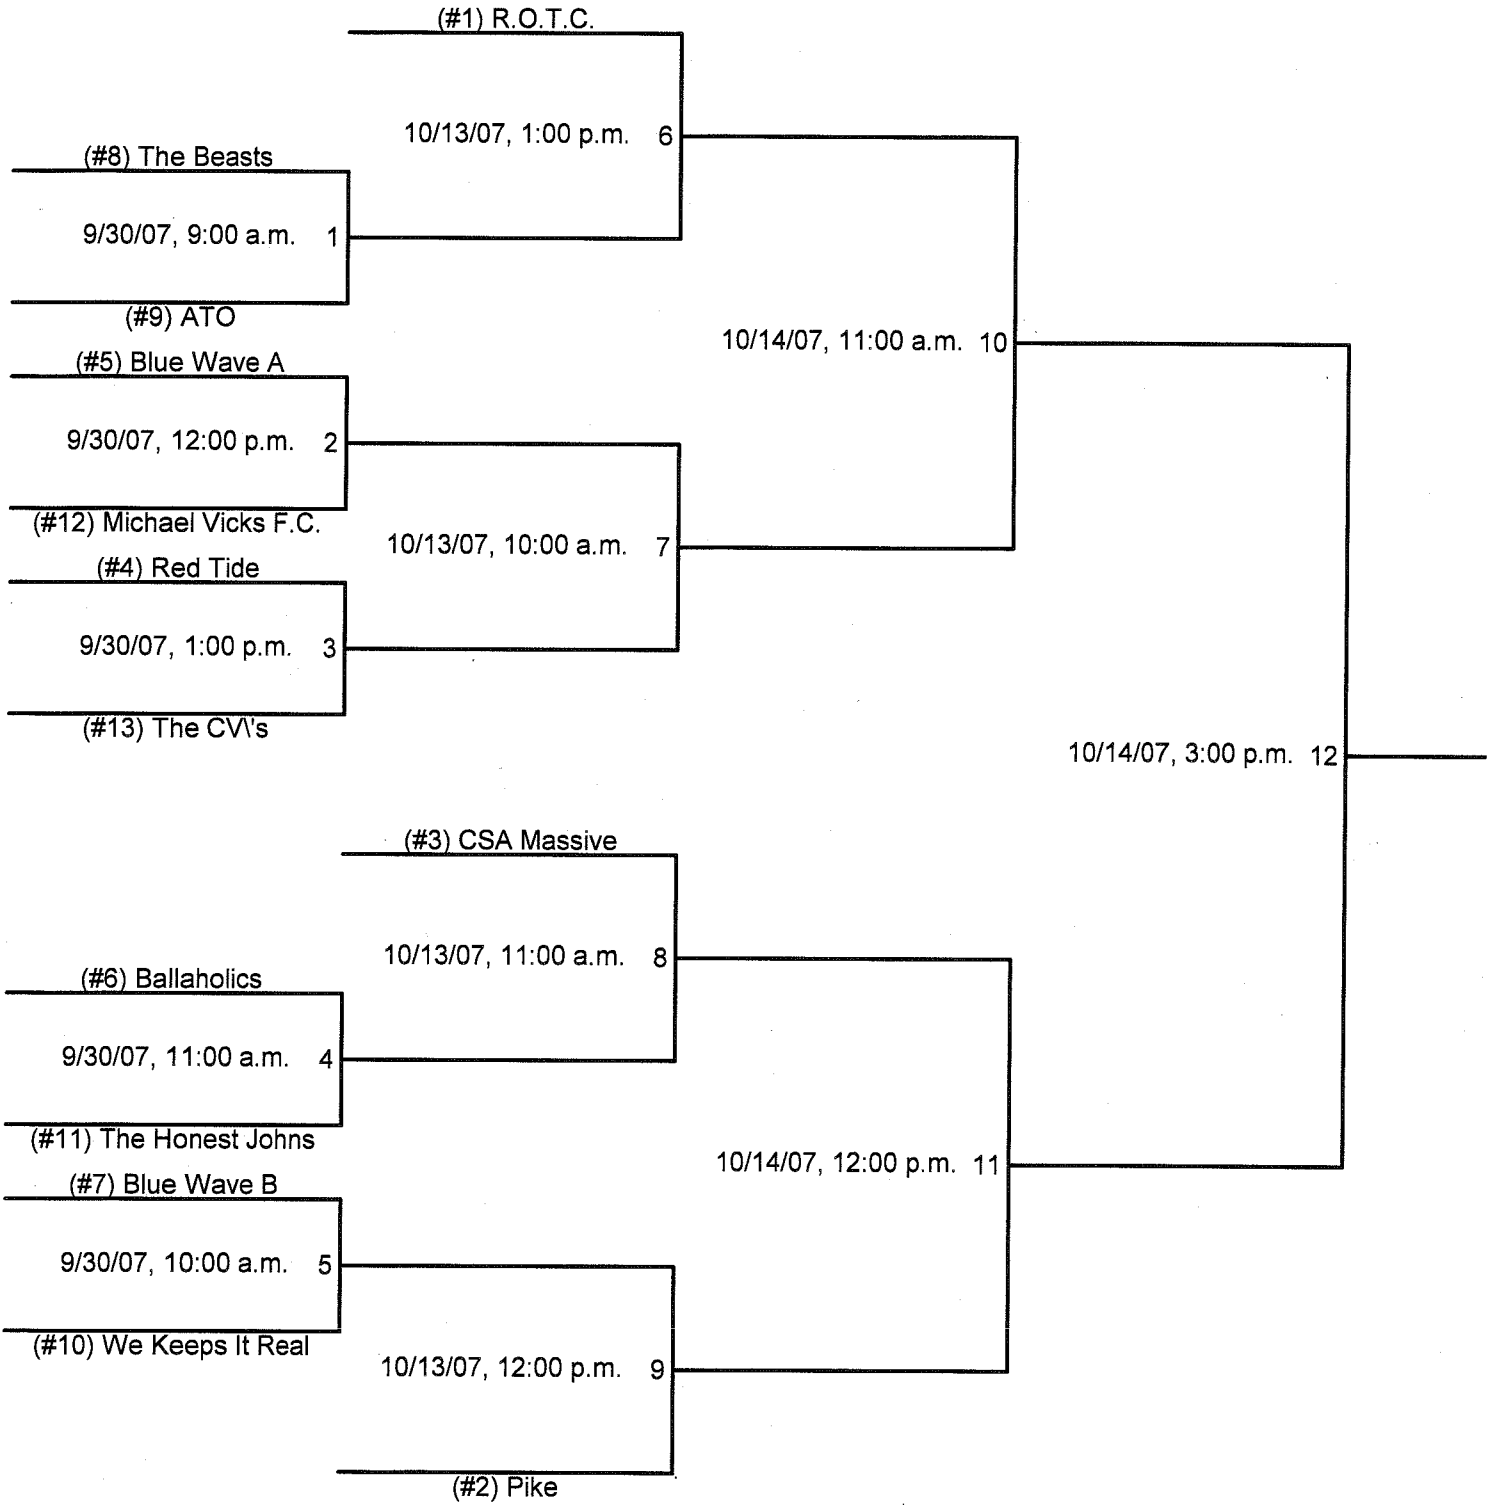 (#1) R.O.T.C.
10/13/07, 1:00 p.m. 6
(#8) The Beasts
9/30/07, 9:00 a.m. 1
(#9) ATO
10/14/07, 11:00 a.m. 10
(#5) Blue Wave A
9/30/07, 12:00 p.m. 2
(#12) Michael Vicks F.C.
10/13/07, 10:00 a.m. 7
(#4) Red Tide
9/30/07, 1:00 p.m. 3
(#13) The CV\'s
10/14/07, 3:00 p.m. 12
(#3) CSA Massive
10/13/07, 11:00 a.m. 8
(#6) Ballaholics
9/30/07, 11:00 a.m. 4
(#11) The Honest Johns
10/14/07, 12:00 p.m. 11
(#7) Blue Wave B
9/30/07, 10:00 a.m. 5
(#10) We Keeps It Real
10/13/07, 12:00 p.m. 9
(#2) Pike